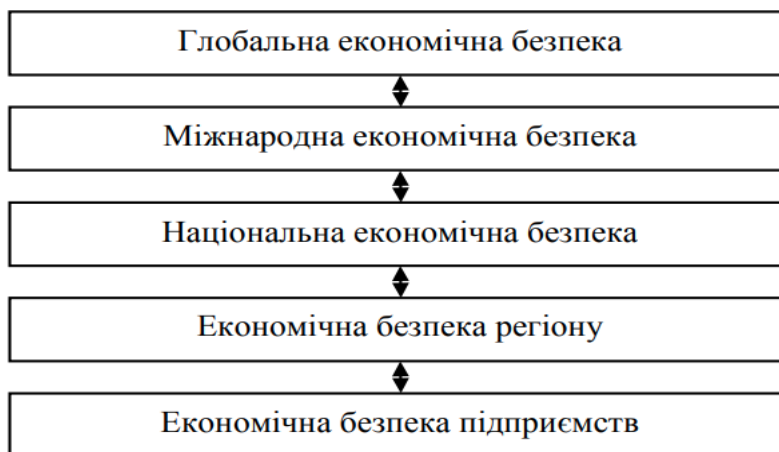 Глобальна економічна безпека
Міжнародна економічна безпека
Національна економічна безпека
Економічна безпека регіону
Економічна безпека підприємств